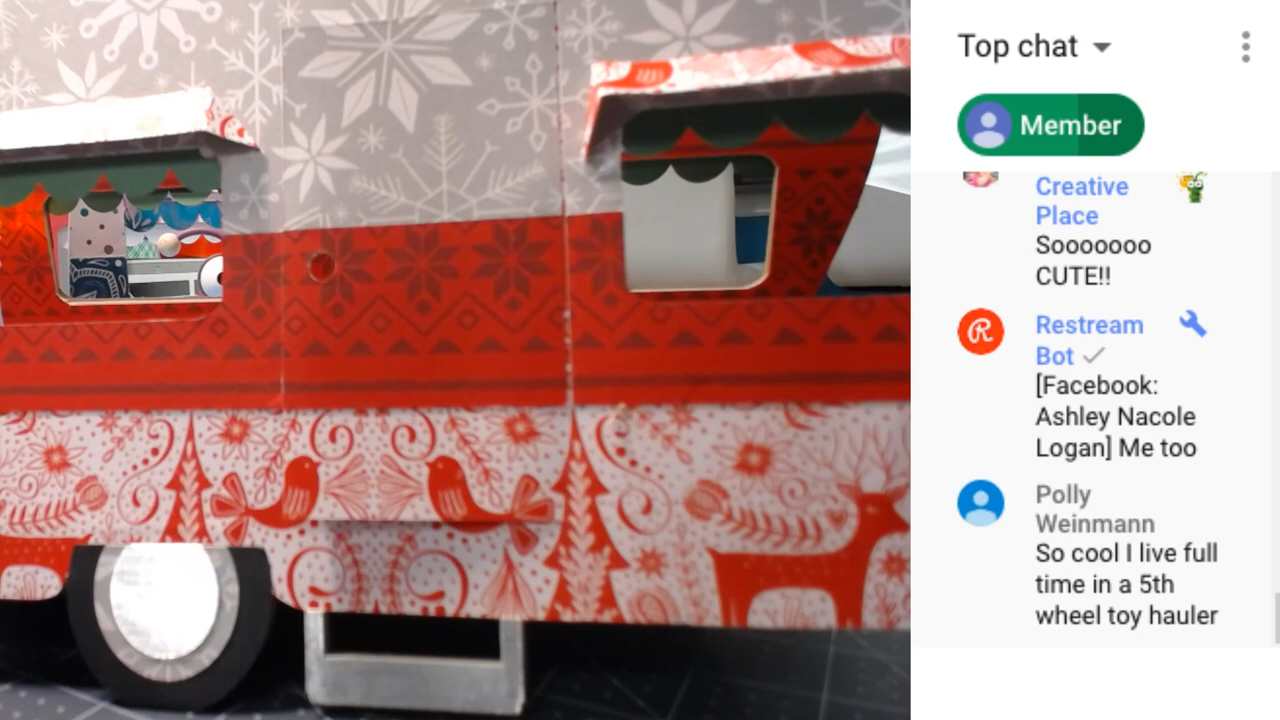 Top chat
Member
Creative
Place
Sooooooo
CUTE!!
Restream
Bot
[Facebook:
Ashley Nacole
Logan] Me too
Polly
Weinmann
So cool I live full
time in a 5th
wheel toy hauler